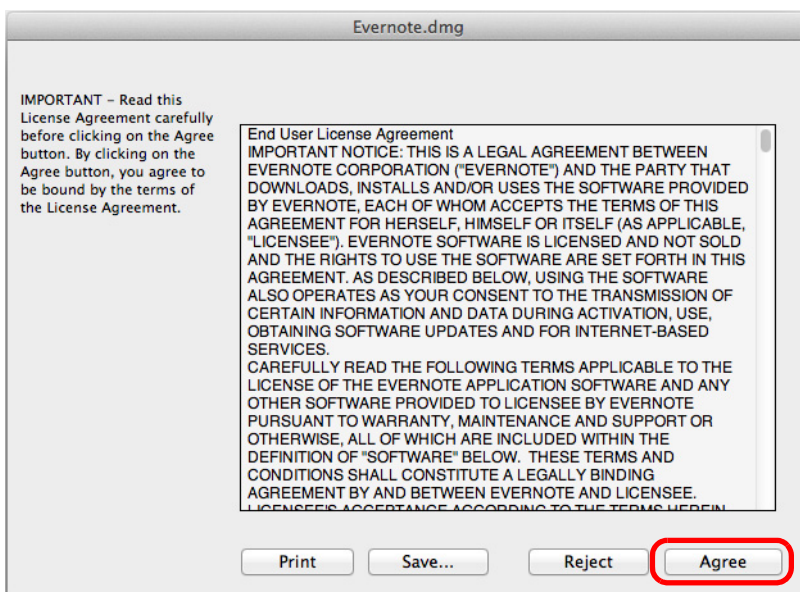 Evernote.dmg
IMPORTANT – Read this
License Agreement carefully
before clicking on the Agree
button. By clicking on the
Agree button, you agree to
be bound by the terms of
the License Agreement.
End User License Agreement
IMPORTANT NOTICE: THIS IS A LEGAL AGREEMENT BETWEEN
EVERNOTE CORPORATION ("EVERNOTE") AND THE PARTY THAT
DOWNLOADS, INSTALLS AND/OR USES THE SOFTWARE PROVIDED
BY EVERNOTE, EACH OF WHOM ACCEPTS THE TERMS OF THIS
AGREEMENT FOR HERSELF, HIMSELF OR ITSELF (AS APPLICABLE,
"LICENSEE"). EVERNOTE SOFTWARE IS LICENSED AND NOT SOLD
AND THE RIGHTS TO USE THE SOFTWARE ARE SET FORTH IN THIS
AGREEMENT. AS DESCRIBED BELOW, USING THE SOFTWARE
ALSO OPERATES AS YOUR CONSENT TO THE TRANSMISSION OF
CERTAIN INFORMATION AND DATA DURING ACTIVATION, USE,
OBTAINING SOFTWARE UPDATES AND FOR INTERNET-BASED
SERVICES.
CAREFULLY READ THE FOLLOWING TERMS APPLICABLE TO THE
LICENSE OF THE EVERNOTE APPLICATION SOFTWARE AND ANY
OTHER SOFTWARE PROVIDED TO LICENSEE BY EVERNOTE
PURSUANT TO WARRANTY, MAINTENANCE AND SUPPORT OR
OTHERWISE, ALL OF WHICH ARE INCLUDED WITHIN THE
DEFINITION OF "SOFTWARE" BELOW.  THESE TERMS AND
CONDITIONS SHALL CONSTITUTE A LEGALLY BINDING
AGREEMENT BY AND BETWEEN EVERNOTE AND LICENSEE.
LICENSEE'S ACCEPTANCE ACCORDING TO THE TERMS HEREIN
Print Save... Reject Agree